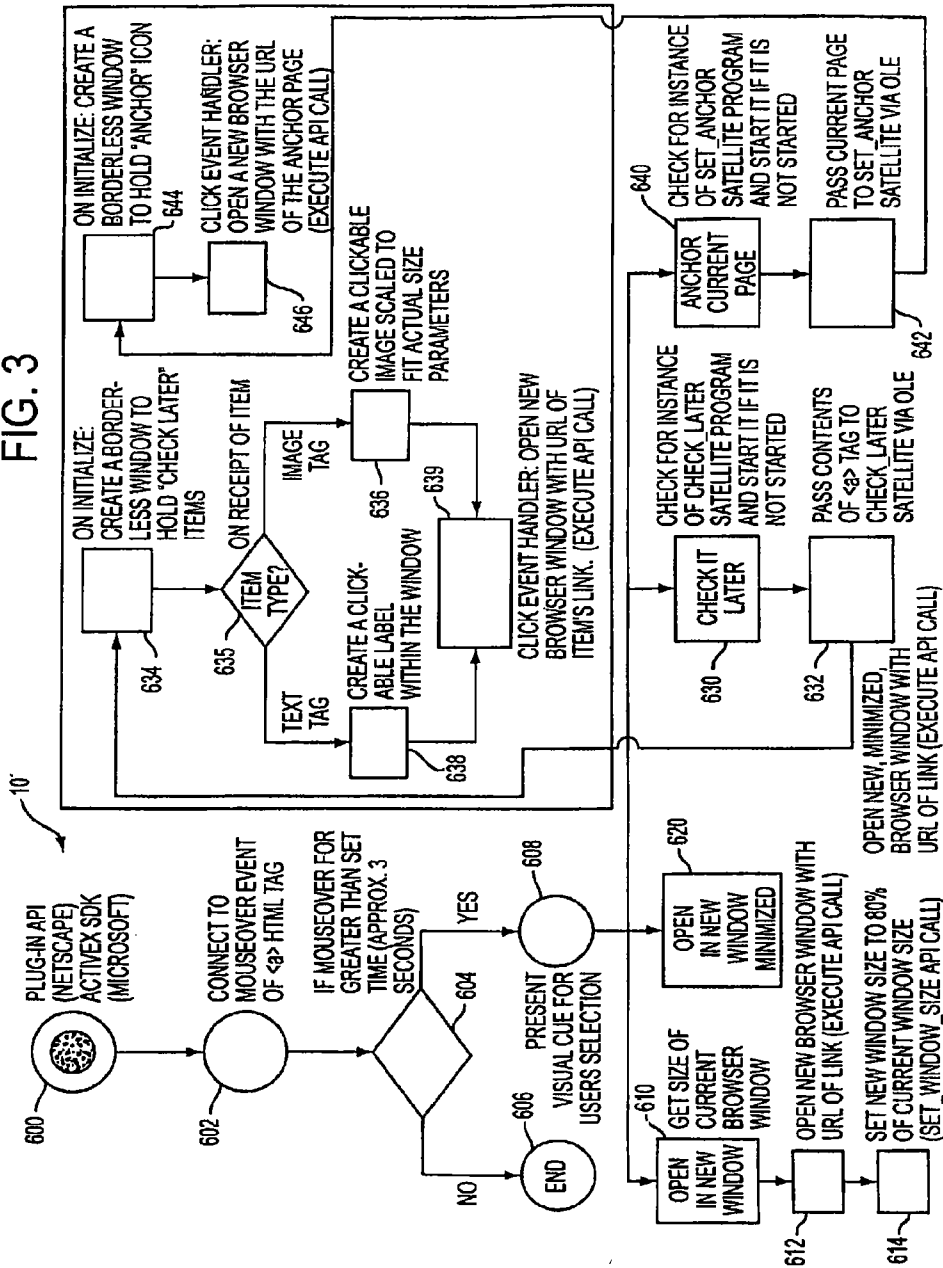 FIG. 3
10'
PLUG-IN API
(NETSCAPE)
ACTIVEX SDK
(MICROSOFT)
600
CONNECT TO
MOUSEOVER EVENT
OF <a> HTML TAG
602
IF MOUSEOVER FOR
GREATER THAN SET
TIME (APPROX. 3
SECONDS)
604
NO
YES
606
END
608
PRESENT
VISUAL CUE FOR
USERS SELECTION
610
OPEN
IN NEW
WINDOW
GET SIZE OF
CURRENT
BROWSER
WINDOW
612
OPEN NEW BROWSER WINDOW WITH
URL OF LINK (EXECUTE API CALL)
614
SET NEW WINDOW SIZE TO 80%
OF CURRENT WINDOW SIZE
(SET_WINDOW_SIZE API CALL)
620
OPEN
IN NEW
WINDOW
MINIMIZED
OPEN NEW, MINIMIZED,
BROWSER WINDOW WITH
URL OF LINK (EXECUTE API CALL)
630
CHECK IT
LATER
CHECK FOR INSTANCE
OF CHECK_LATER
SATELLITE PROGRAM
AND START IF IT IS
NOT STARTED
632
PASS CONTENTS
OF <a> TAG TO
CHECK_LATER
SATELLITE VIA OLE
640
ANCHOR
CURRENT
PAGE
CHECK FOR INSTANCE
OF SET_ANCHOR
SATELLITE PROGRAM
AND START IF IT IS
NOT STARTED
642
PASS CURRENT PAGE
TO SET_ANCHOR
SATELLITE VIA OLE
634
ON INITIALIZE:
CREATE A BORDER-
LESS WINDOW TO
HOLD "CHECK LATER"
ITEMS
635
ITEM
TYPE?
ON RECEIPT OF ITEM
TEXT
TAG
IMAGE
TAG
638
CREATE A CLICK-
ABLE LABEL
WITHIN THE WINDOW
636
CREATE A CLICKABLE
IMAGE SCALED TO
FIT ACTUAL SIZE
PARAMETERS
639
CLICK EVENT HANDLER: OPEN NEW
BROWSER WINDOW WITH URL OF
ITEM'S LINK. (EXECUTE API CALL)
644
ON INITIALIZE: CREATE A
BORDERLESS WINDOW
TO HOLD "ANCHOR" ICON
646
CLICK EVENT HANDLER:
OPEN A NEW BROWSER
WINDOW WITH THE URL
OF THE ANCHOR PAGE
(EXECUTE API CALL)